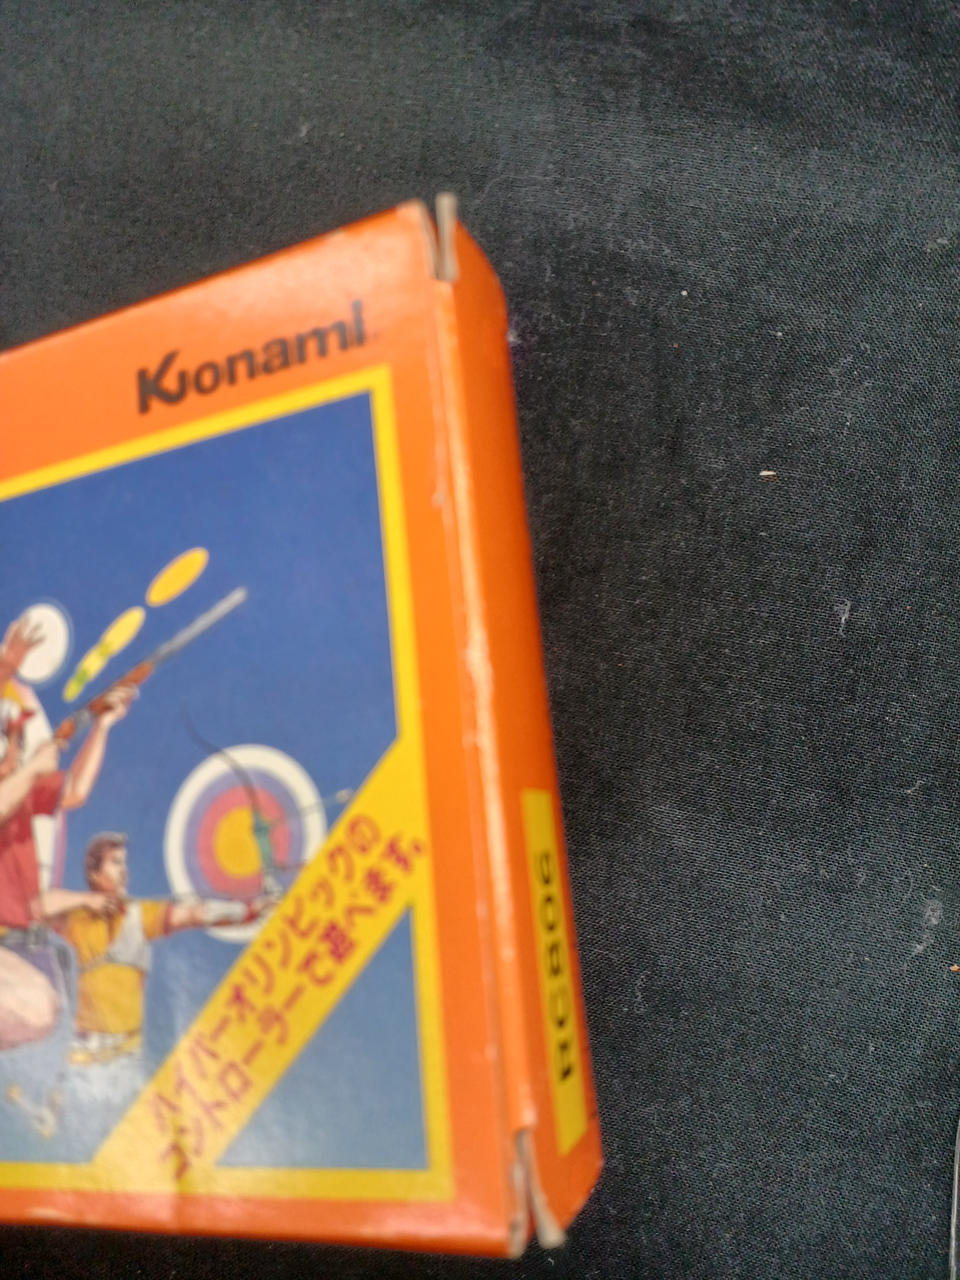 Konami
ハイパーオリンピックの
コントローラーで遊べます。
RC806